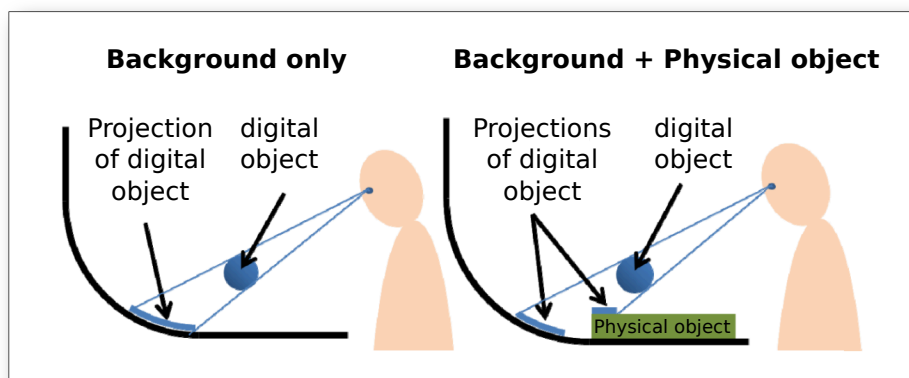 Background only
Projection
of digital
object
digital
object
Background + Physical object
Projections
of digital
object
digital
object
Physical object